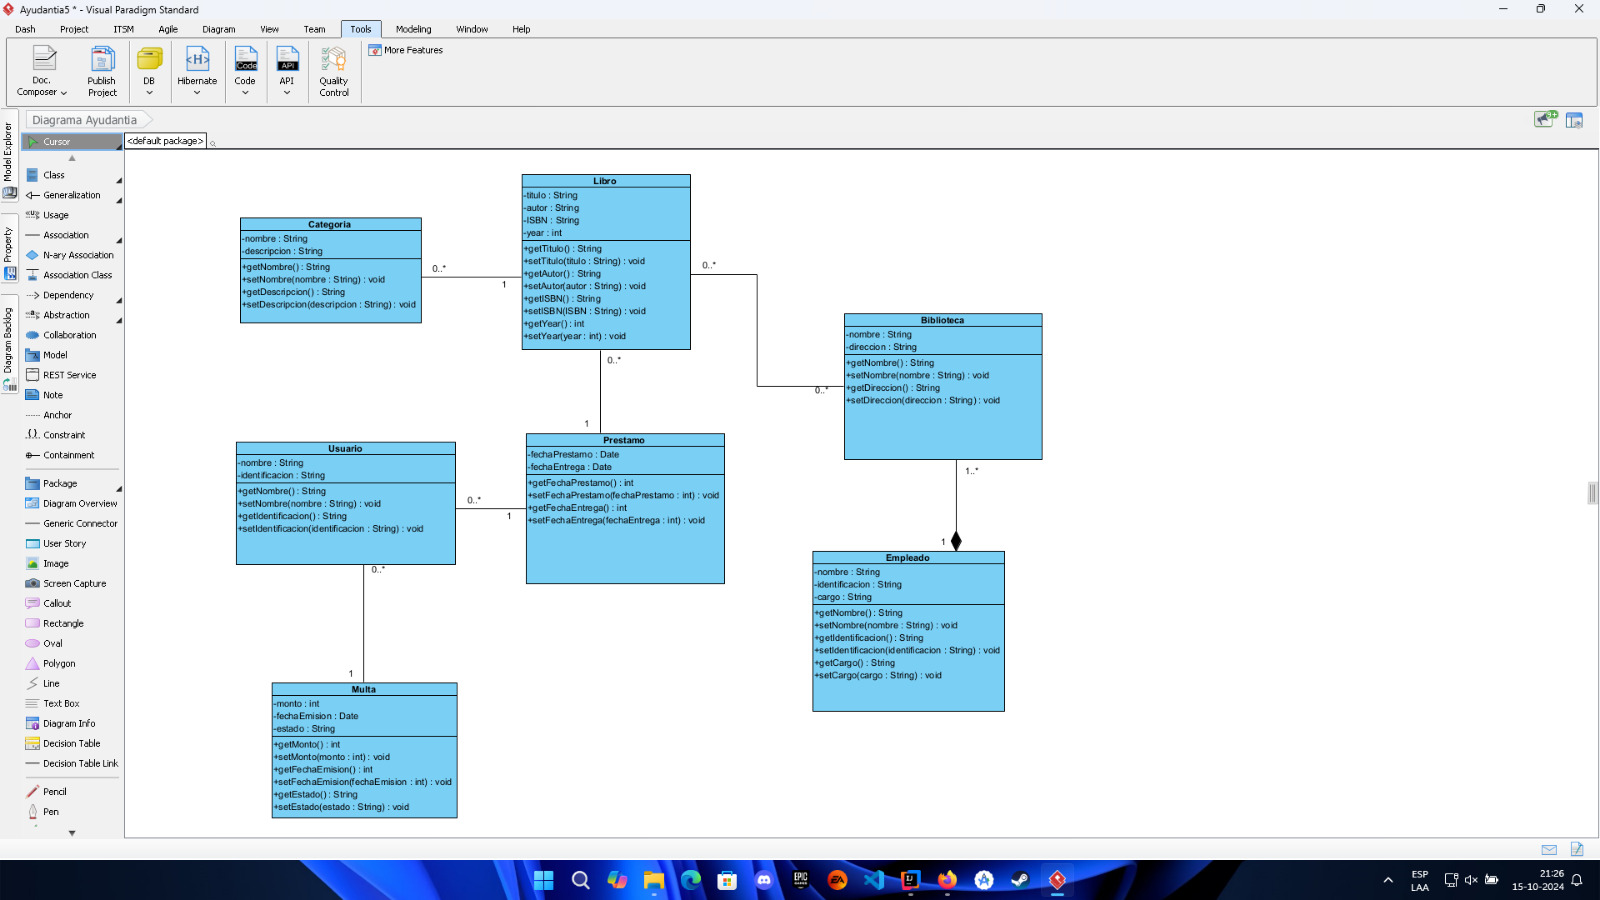 Ayudantia5 * - Visual Paradigm Standard
Dash
Project
ITSM
Agile
Diagram
View
Team
Tools
Modeling
Window
Help
Doc. Composer
Publish Project
DB
Hibernate
Code
API
Quality Control
More Features
Diagrama Ayudantia
Model Explorer
Property
Diagram Backlog
Cursor
Class
Generalization
Usage
Association
N-ary Association
Association Class
Dependency
Abstraction
Collaboration
Model
REST Service
Note
Anchor
Constraint
Containment
Package
Diagram Overview
Generic Connector
User Story
Image
Screen Capture
Callout
Rectangle
Oval
Polygon
Line
Text Box
Diagram Info
Decision Table
Decision Table Link
Pencil
Pen
<default package>
Categoria
-nombre : String
-descripcion : String
+getNombre() : String
+setNombre(nombre : String) : void
+getDescripcion() : String
+setDescripcion(descripcion : String) : void
0..*
1
Libro
-titulo : String
-autor : String
-ISBN : String
-year : int
+getTitulo() : String
+setTitulo(titulo : String) : void
+getAutor() : String
+setAutor(autor : String) : void
+getISBN() : String
+setISBN(ISBN : String) : void
+getYear() : int
+setYear(year : int) : void
0..*
0..*
0..*
1
Biblioteca
-nombre : String
-direccion : String
+getNombre() : String
+setNombre(nombre : String) : void
+getDireccion() : String
+setDireccion(direccion : String) : void
1..*
1
Usuario
-nombre : String
-identificacion : String
+getNombre() : String
+setNombre(nombre : String) : void
+getIdentificacion() : String
+setIdentificacion(identificacion : String) : void
0..*
1
Prestamo
-fechaPrestamo : Date
-fechaEntrega : Date
+getFechaPrestamo() : int
+setFechaPrestamo(fechaPrestamo : int) : void
+getFechaEntrega() : int
+setFechaEntrega(fechaEntrega : int) : void
0..*
1
Empleado
-nombre : String
-identificacion : String
-cargo : String
+getNombre() : String
+setNombre(nombre : String) : void
+getIdentificacion() : String
+setIdentificacion(identificacion : String) : void
+getCargo() : String
+setCargo(cargo : String) : void
Multa
-monto : int
-fechaEmision : Date
-estado : String
+getMonto() : int
+setMonto(monto : int) : void
+getFechaEmision() : int
+setFechaEmision(fechaEmision : int) : void
+getEstado() : String
+setEstado(estado : String) : void
ESP
LAA
21:26
15-10-2024